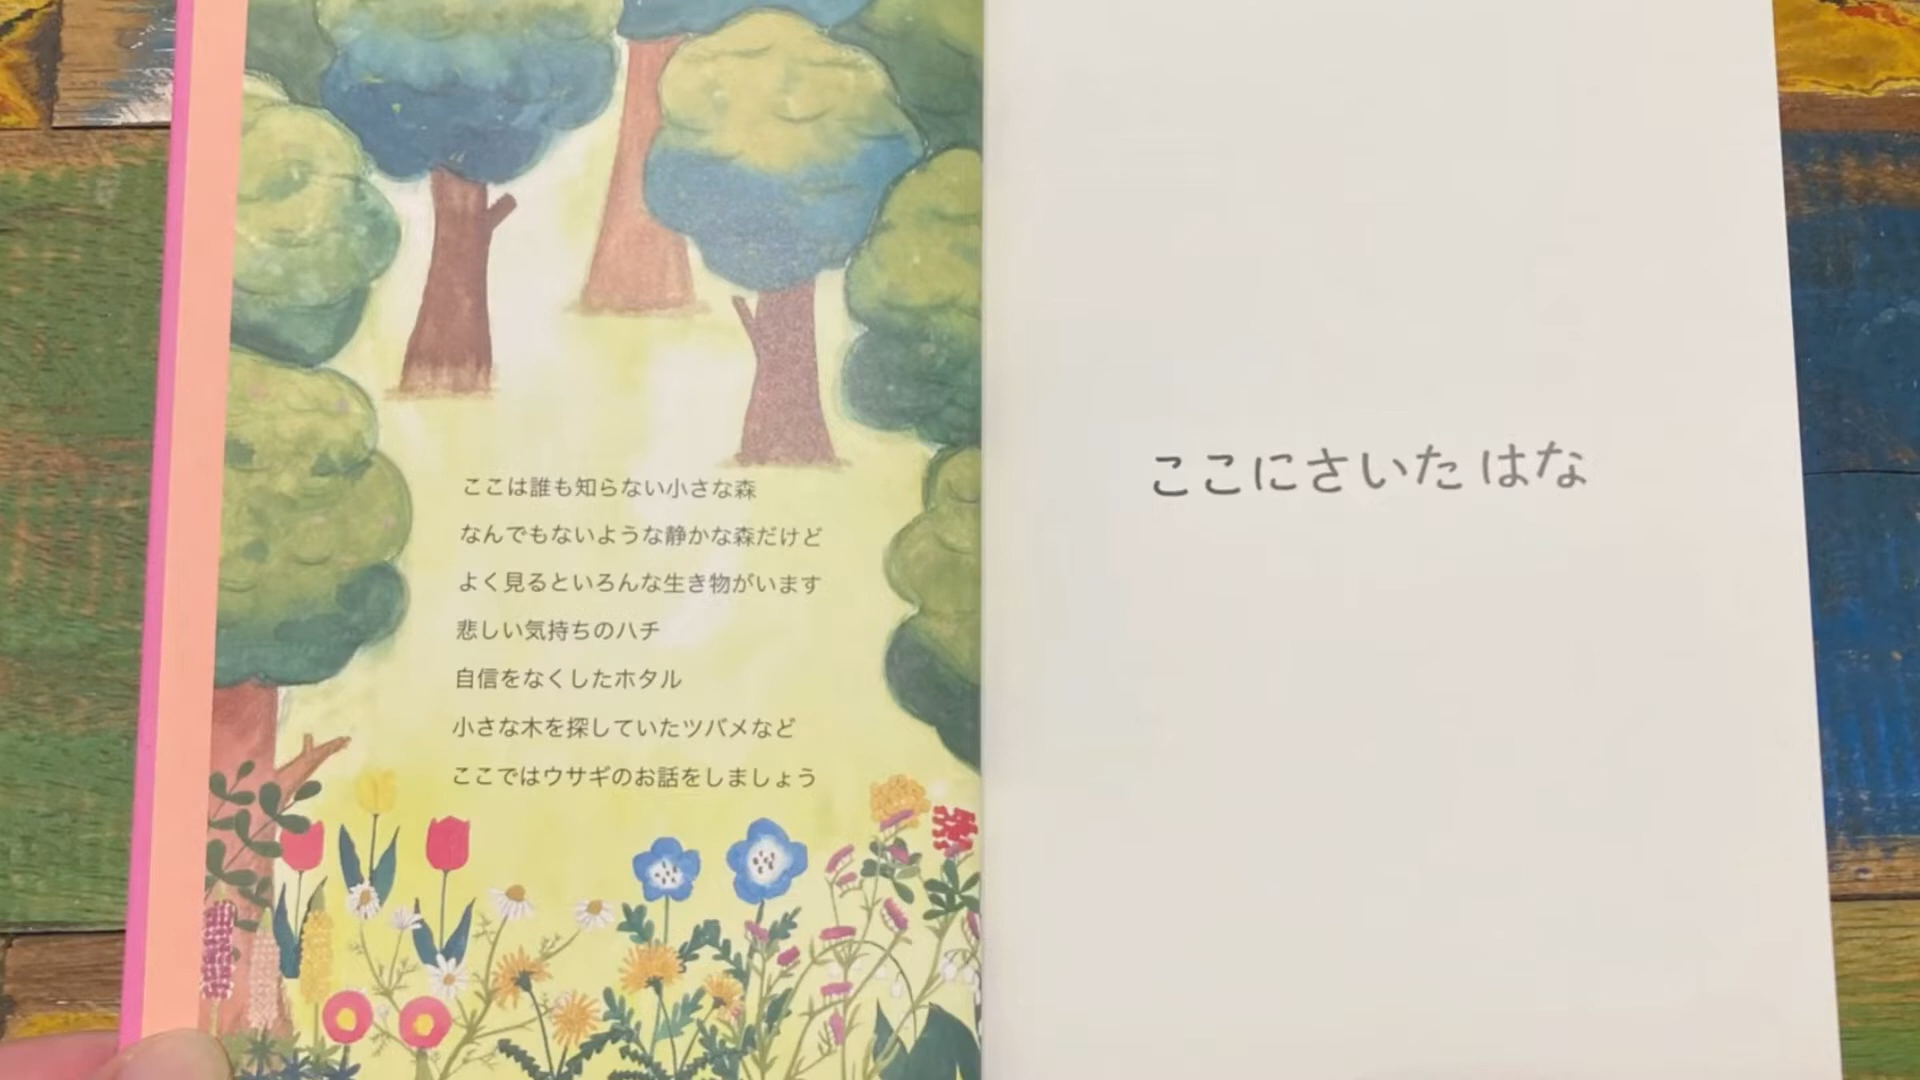 ここは誰も知らない小さな森
なんでもないような静かな森だけど
よく見るといろんな生き物がいます
悲しい気持ちのハチ
自信をなくしたホタル
小さな木を探していたツバメなど
ここではウサギのお話をしましょう
ここにさいた はな